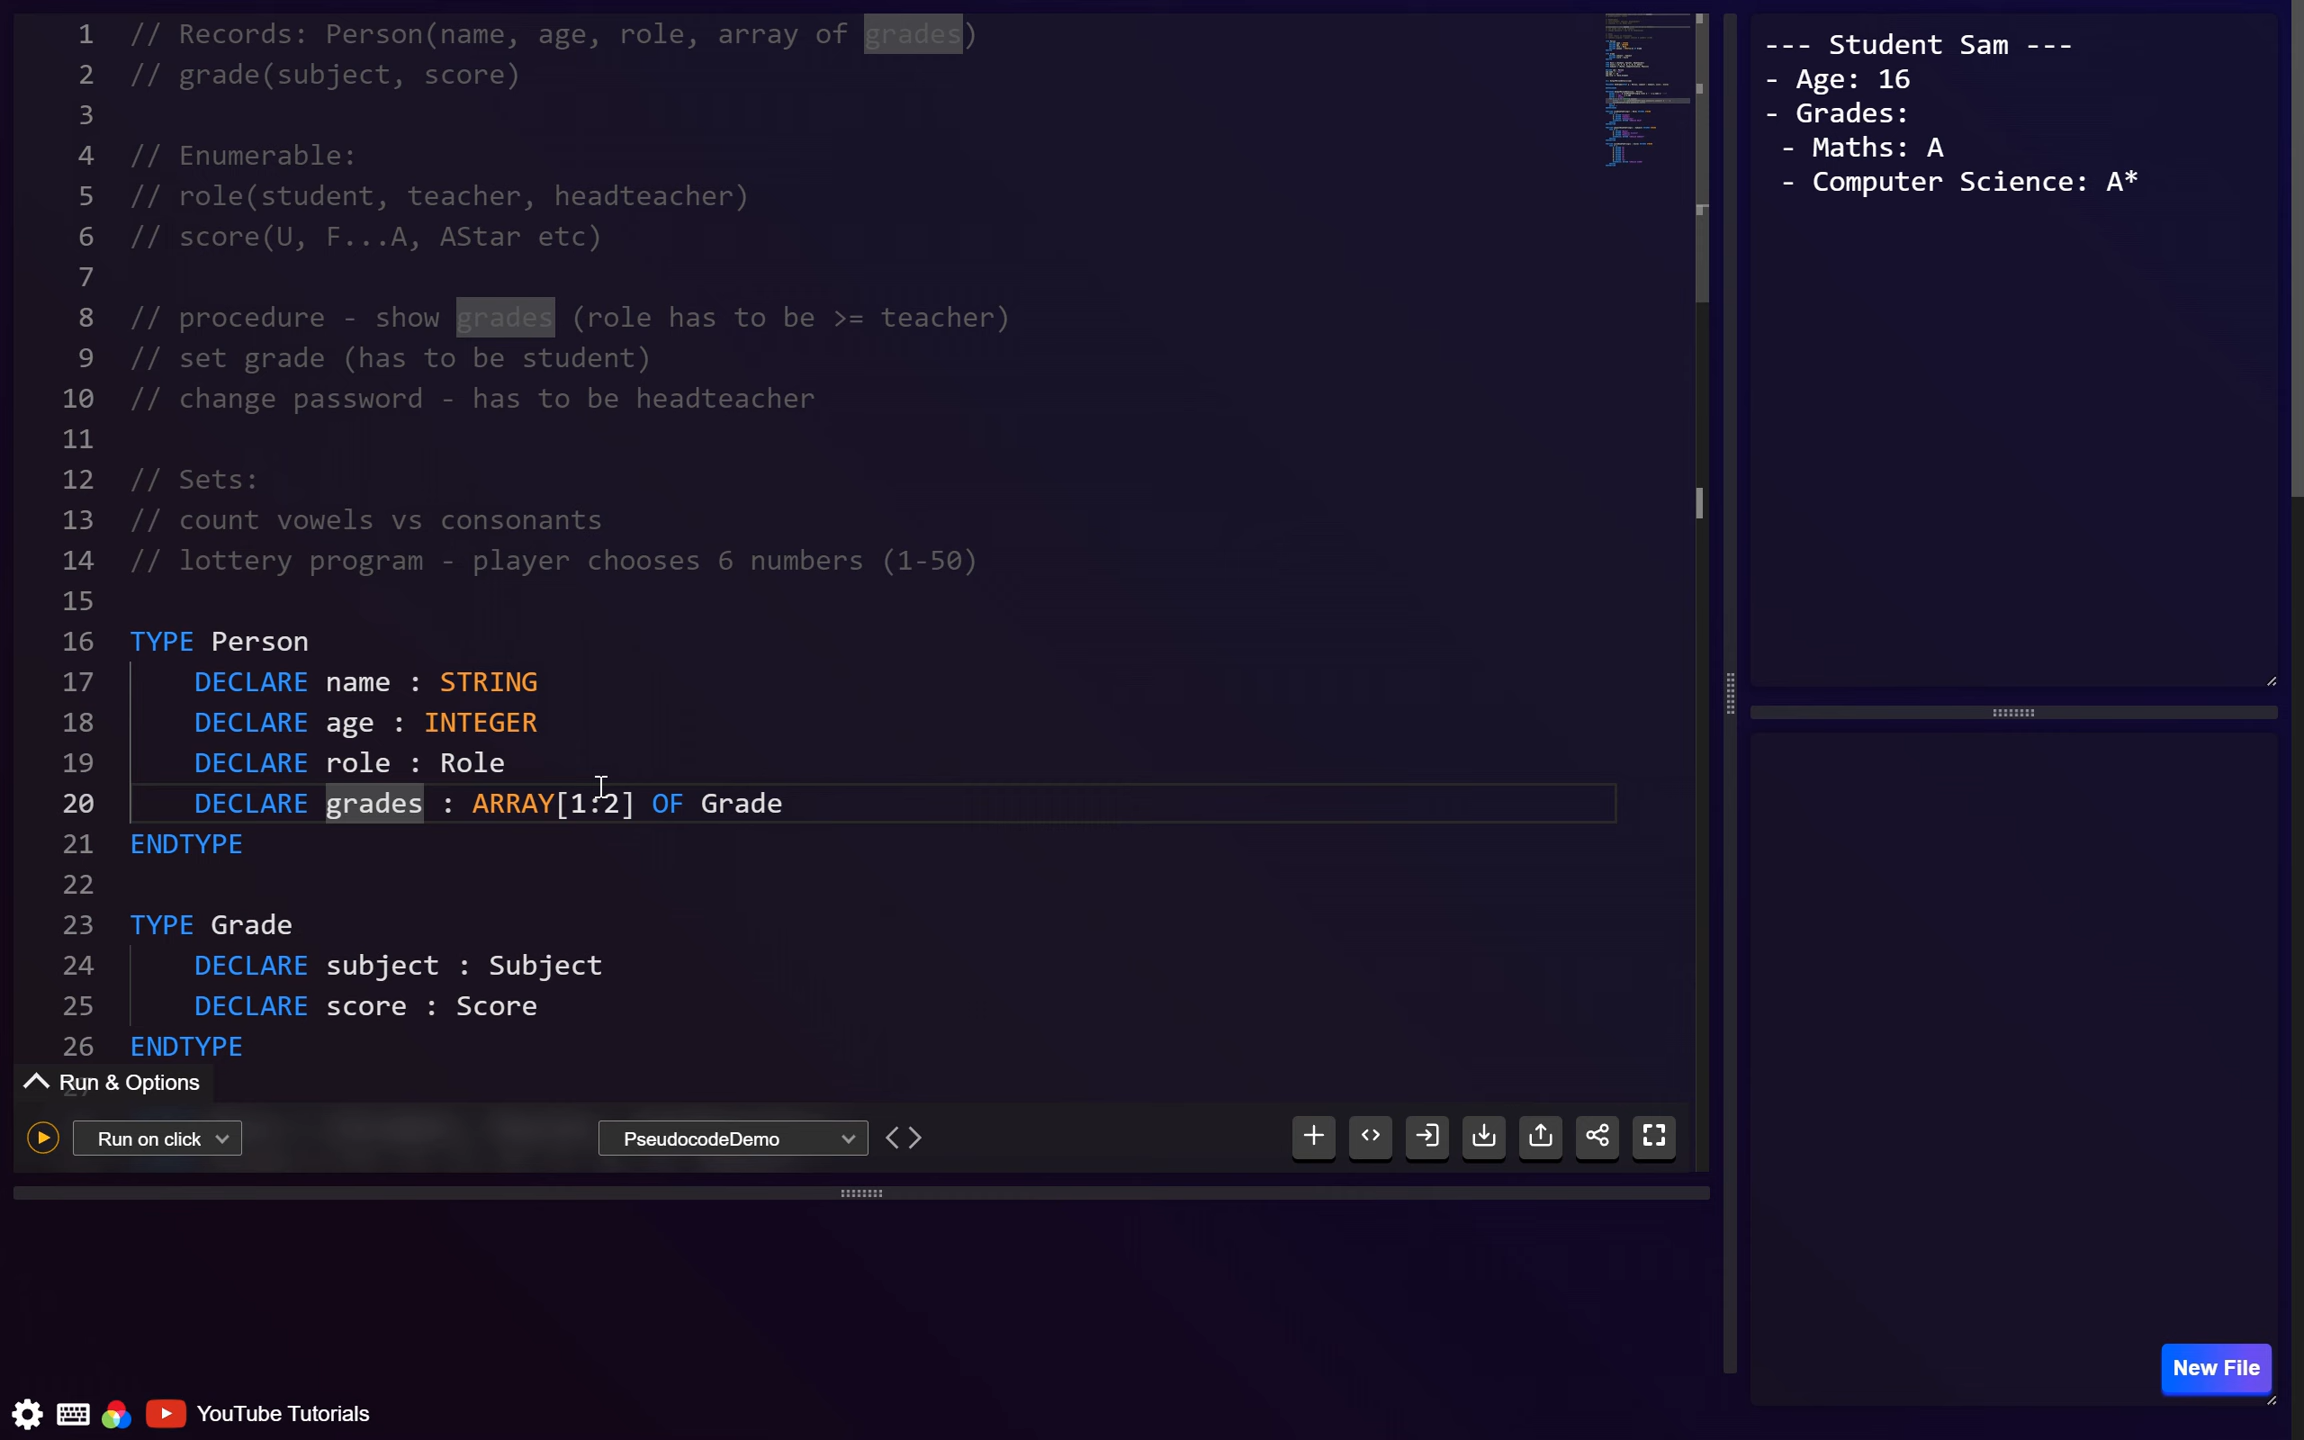 1 // Records: Person(name, age, role, array of grades)
2 // grade(subject, score)
3
4 // Enumerable:
5 // role(student, teacher, headteacher)
6 // score(U, F...A, AStar etc)
7
8 // procedure - show grades (role has to be >= teacher)
9 // set grade (has to be student)
10 // change password - has to be headteacher
11
12 // Sets:
13 // count vowels vs consonants
14 // lottery program - player chooses 6 numbers (1-50)
15
16 TYPE Person
17 DECLARE name : STRING
18 DECLARE age : INTEGER
19 DECLARE role : Role
20 DECLARE grades : ARRAY[1:2] OF Grade
21 ENDTYPE
22
23 TYPE Grade
24 DECLARE subject : Subject
25 DECLARE score : Score
26 ENDTYPE
Run & Options
Run on click
PseudocodeDemo
--- Student Sam ---
- Age: 16
- Grades:
- Maths: A
- Computer Science: A*
New File
YouTube Tutorials